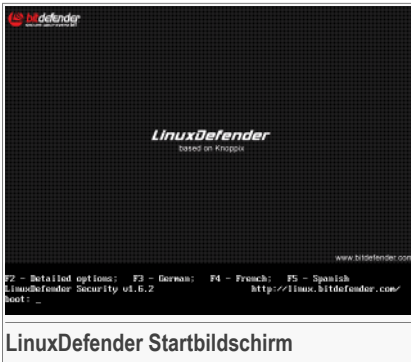 bitdefender
LinuxDefender
based on Knoppix
www.bitdefender.com
F2 - Detailed options; F3 - German; F4 - French; F5 - Spanish
LinuxDefender Security v1.6.2 http://linux.bitdefender.com/
boot: _
LinuxDefender Startbildschirm